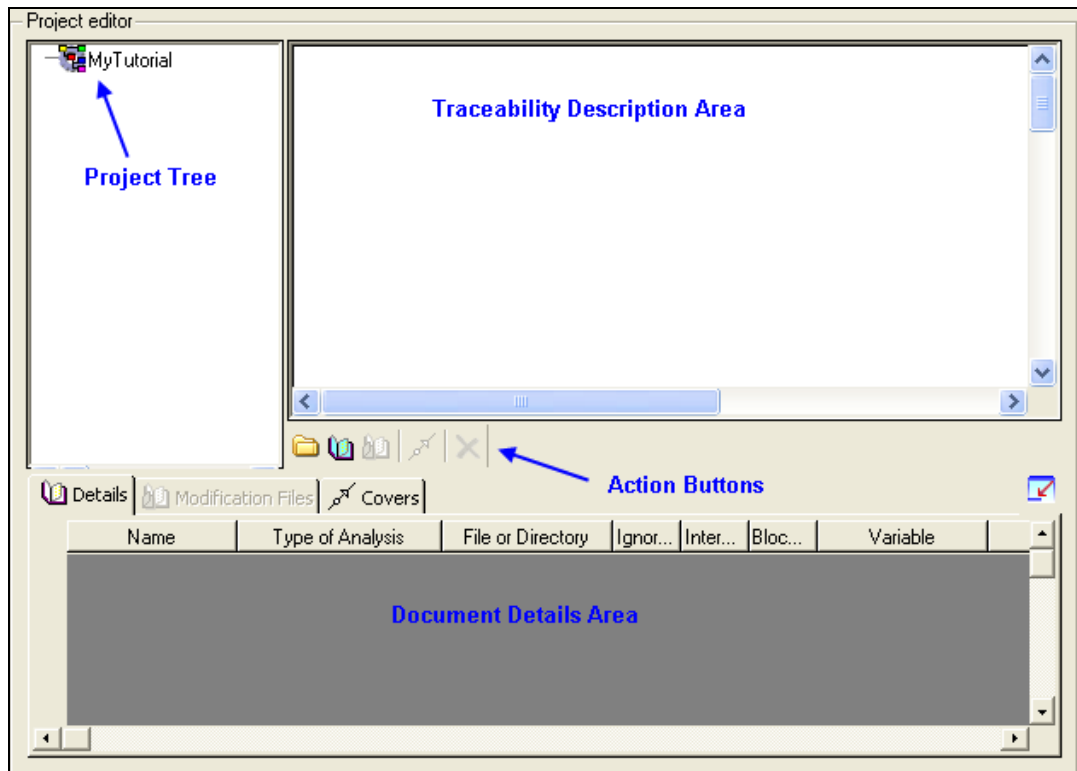 Project editor
MyTutorial
Traceability Description Area
Project Tree
Action Buttons
Details Modification Files Covers
Name Type of Analysis File or Directory Ignor... Inter... Bloc... Variable
Document Details Area